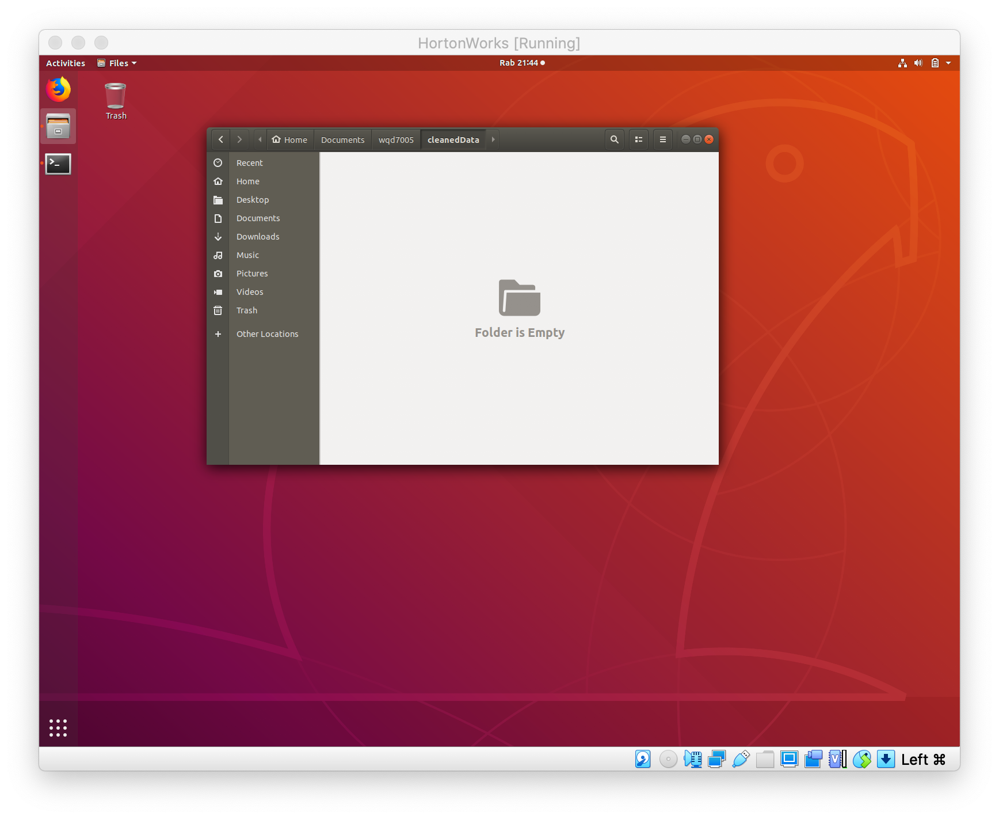 HortonWorks [Running]
Activities Files Rab 21:44
Trash
Home Documents wqd7005 cleanedData
Recent
Home
Desktop
Documents
Downloads
Music
Pictures
Videos
Trash
Other Locations
Folder is Empty
Left ⌘